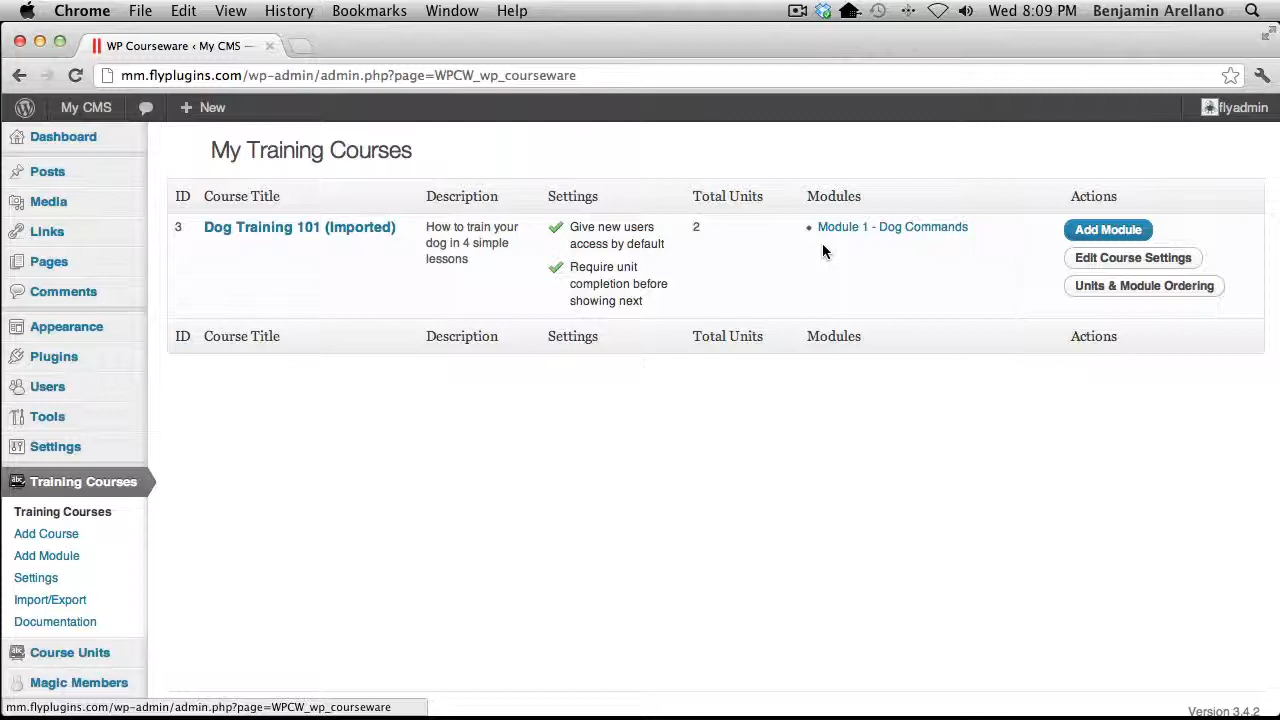 Chrome File Edit View History Bookmarks Window Help Wed 8:09 PM Benjamin Arellano
WP Courseware ‹ My CMS —
mm.flyplugins.com/wp-admin/admin.php?page=WPCW_wp_courseware
My CMS + New flyadmin
Dashboard
Posts
Media
Links
Pages
Comments
Appearance
Plugins
Users
Tools
Settings
Training Courses
Training Courses
Add Course
Add Module
Settings
Import/Export
Documentation
Course Units
Magic Members
My Training Courses
ID Course Title Description Settings Total Units Modules Actions
3 Dog Training 101 (Imported)
How to train your
dog in 4 simple
lessons
Give new users
access by default
Require unit
completion before
showing next
2
Module 1 - Dog Commands
Add Module
Edit Course Settings
Units & Module Ordering
ID Course Title Description Settings Total Units Modules Actions
mm.flyplugins.com/wp-admin/admin.php?page=WPCW_wp_courseware
Version 3.4.2